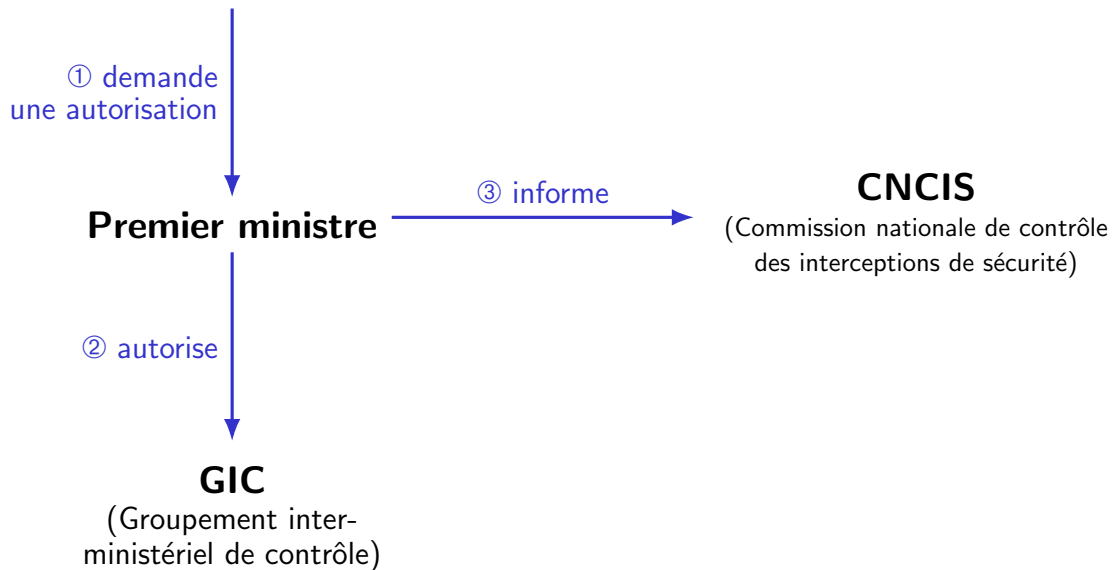 ① demande
une autorisation
Premier ministre
③ informe
CNCIS
(Commission nationale de contrôle
des interceptions de sécurité)
② autorise
GIC
(Groupement inter-
ministériel de contrôle)